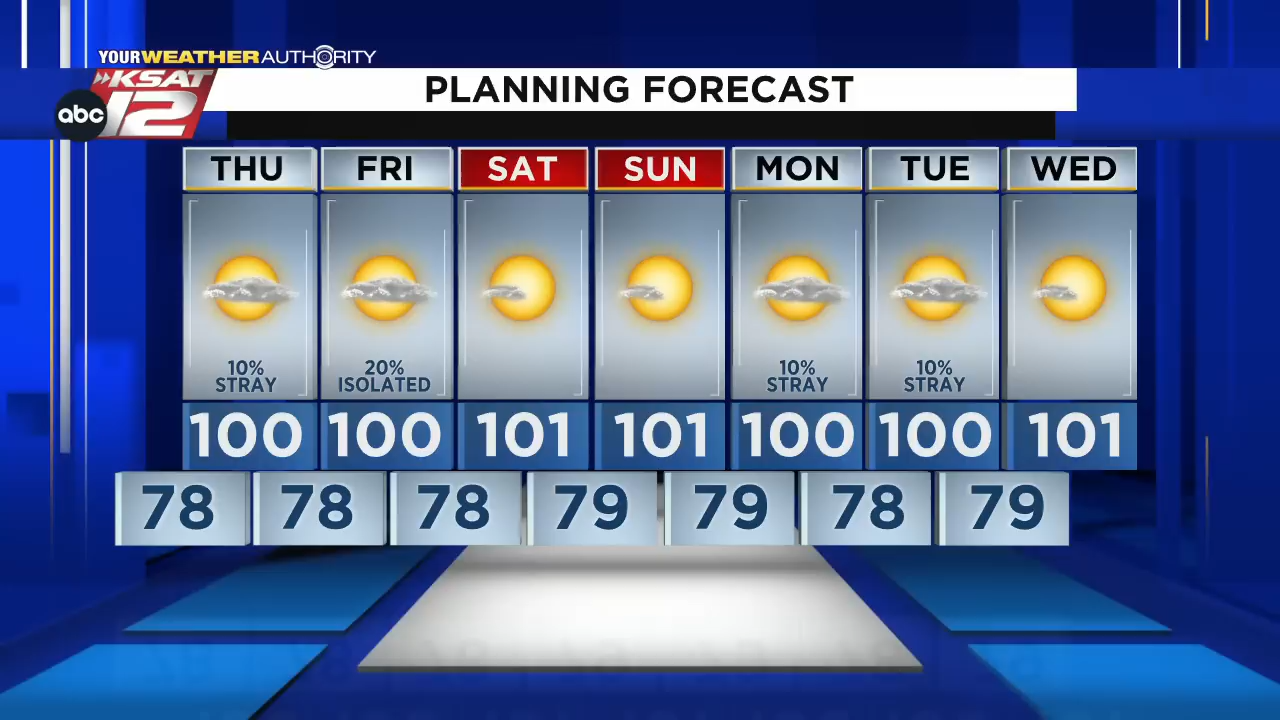 YOUR WEATHER AUTHORITY
KSAT
abc 12
PLANNING FORECAST
THU FRI SAT SUN MON TUE WED
10% 20% 10% 10%
STRAY ISOLATED STRAY STRAY
100 100 101 101 100 100 101
78 78 78 79 79 78 79